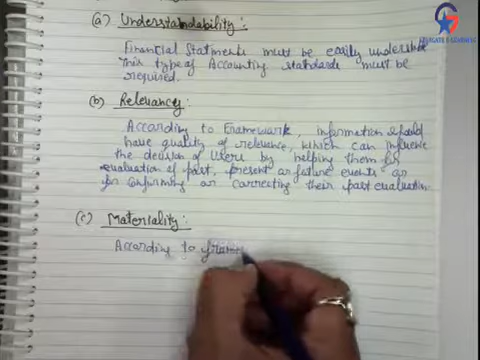 (a) Understandability:
Financial Statments must be easily
This type of Accounting standards must be
required.
(b) Relevancy:
According to Framework, information should
have quality of relevance, which can influence
the decision of Users by helping them for
evaluation of past, present or future events or
for confirming or correcting their past evaluation
(c) Materiality:
According to frame